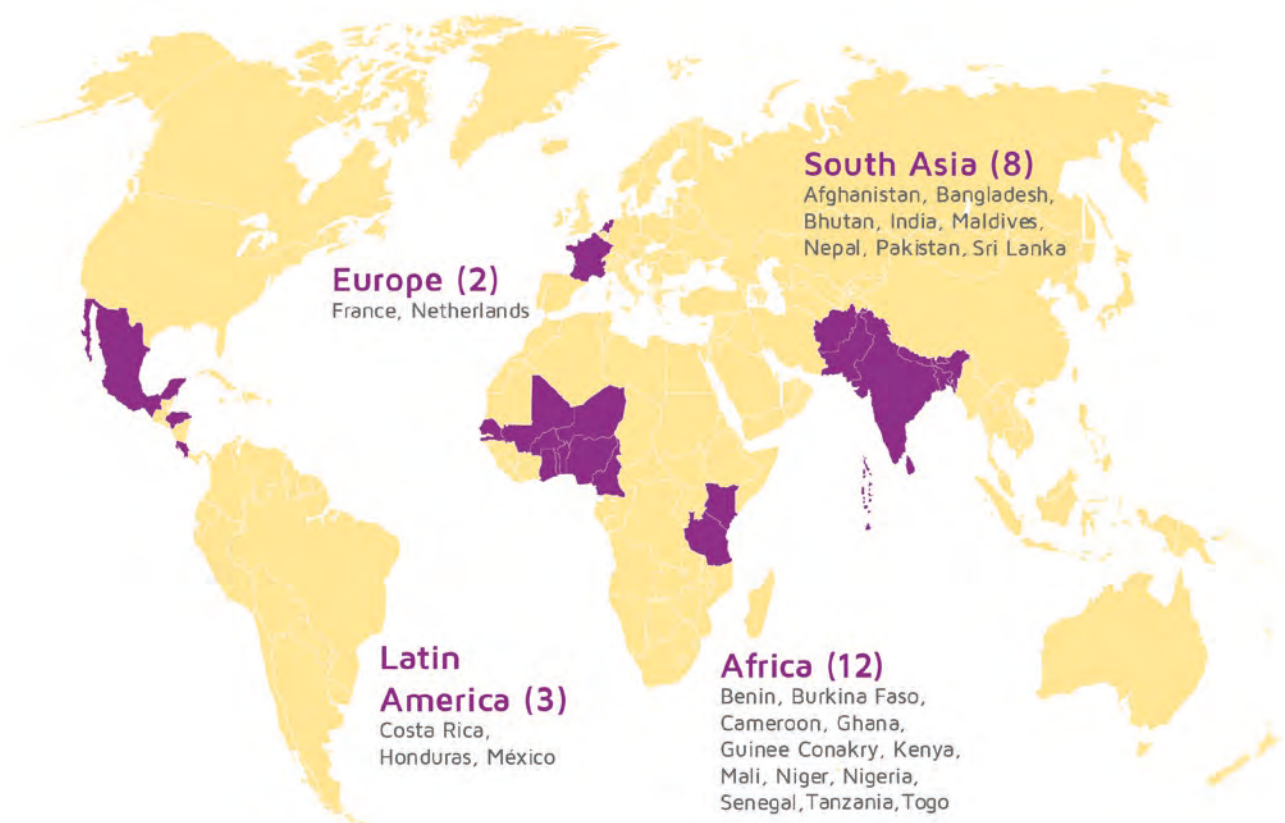 South Asia (8)
Afghanistan, Bangladesh,
Bhutan, India, Maldives,
Nepal, Pakistan, Sri Lanka
Europe (2)
France, Netherlands
Latin
America (3)
Costa Rica,
Honduras, México
Africa (12)
Benin, Burkina Faso,
Cameroon, Ghana,
Guinee Conakry, Kenya,
Mali, Niger, Nigeria,
Senegal,Tanzania,Togo